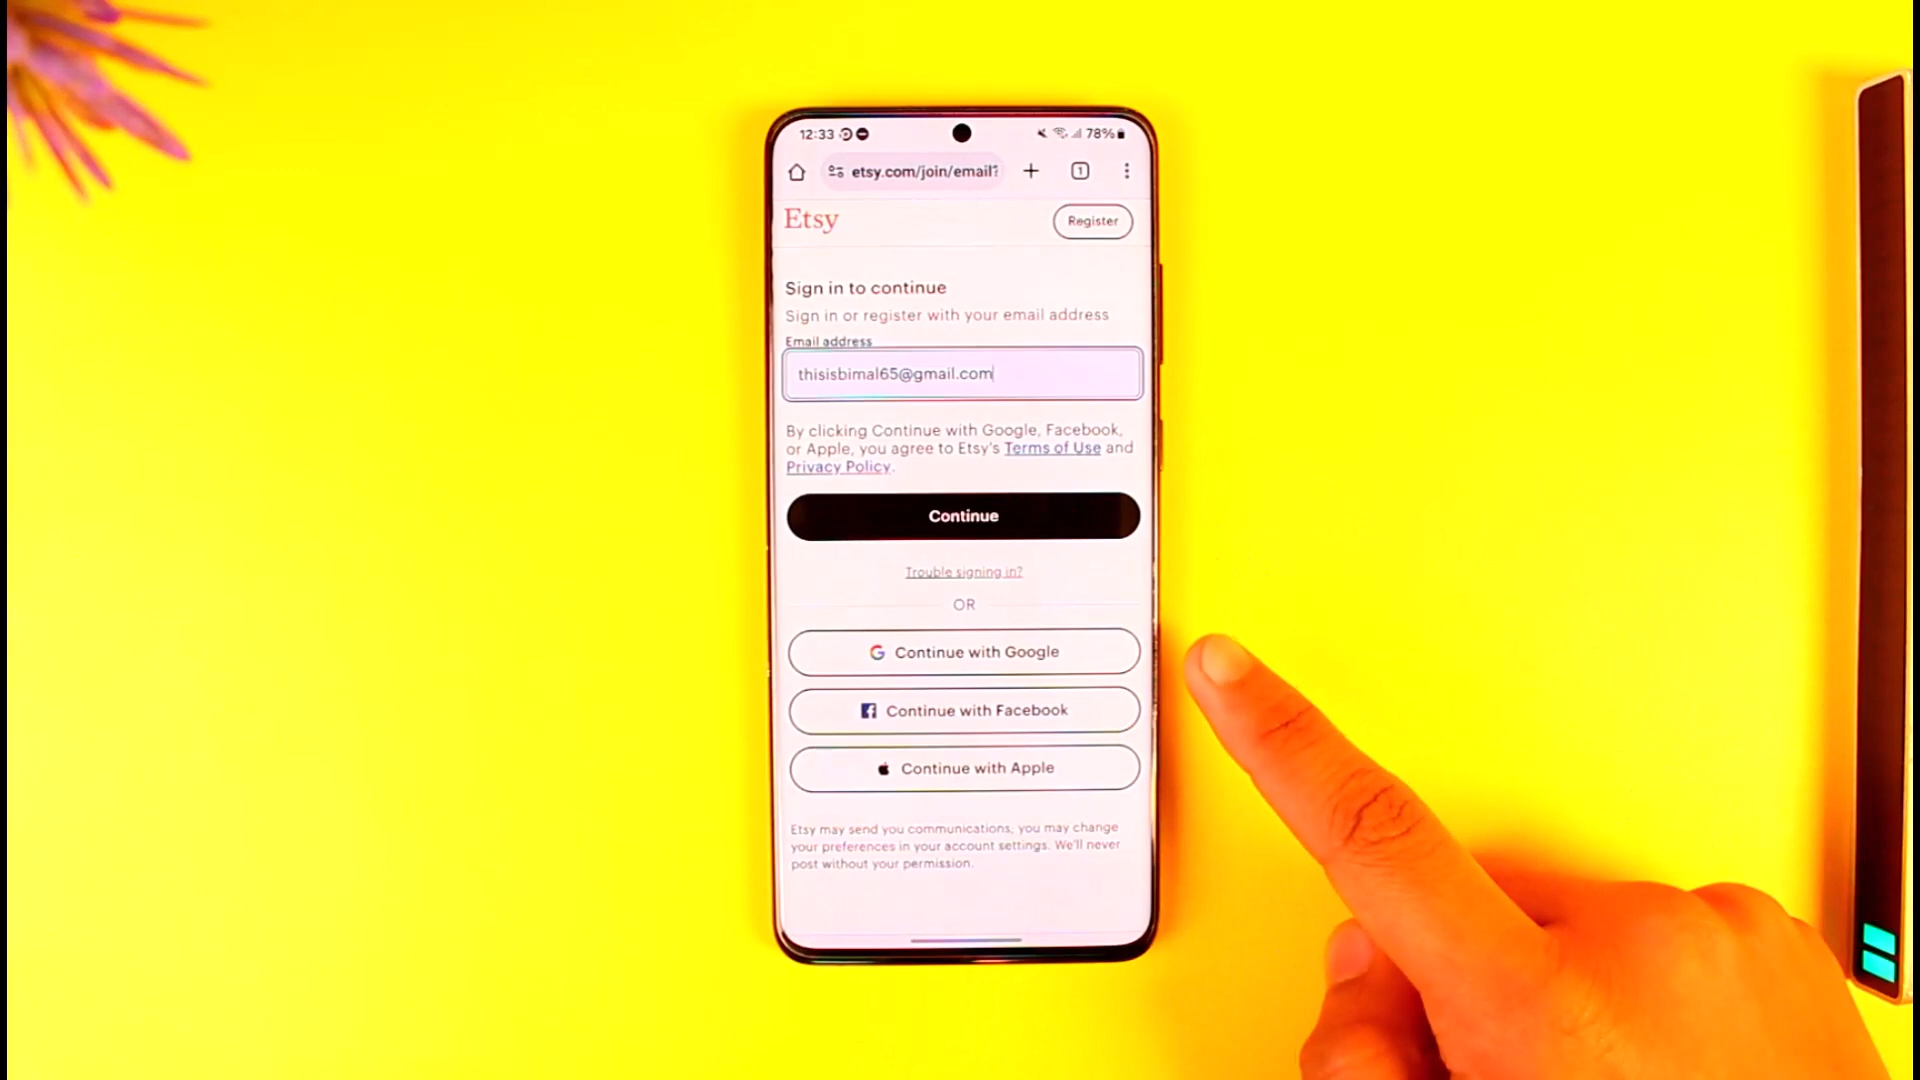 12:33
78%
etsy.com/join/email?
1
Etsy
Register
Sign in to continue
Sign in or register with your email address
Email address
thisisbimal65@gmail.com
By clicking Continue with Google, Facebook,
or Apple, you agree to Etsy's Terms of Use and
Privacy Policy.
Continue
Trouble signing in?
OR
Continue with Google
Continue with Facebook
Continue with Apple
Etsy may send you communications; you may change
your preferences in your account settings. We'll never
post without your permission.